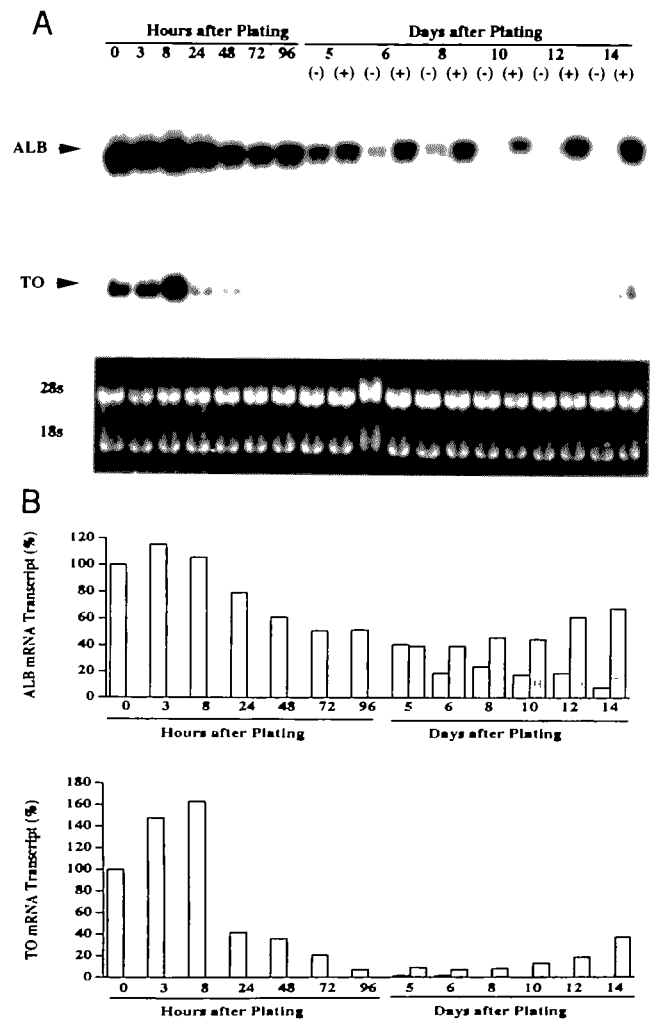 A
Hours after Plating Days after Plating
0 3 8 24 48 72 96 5 6 8 10 12 14
(-) (+) (-) (+) (-) (+) (-) (+) (-) (+) (-) (+)
ALB
TO
28s
18s
B
ALB mRNA Transcript (%)
120
100
80
60
40
20
0
0 3 8 24 48 72 96 5 6 8 10 12 14
Hours after Plating Days after Plating
TO mRNA Transcript (%)
180
160
140
120
100
80
60
40
20
0
0 3 8 24 48 72 96 5 6 8 10 12 14
Hours after Plating Days after Plating